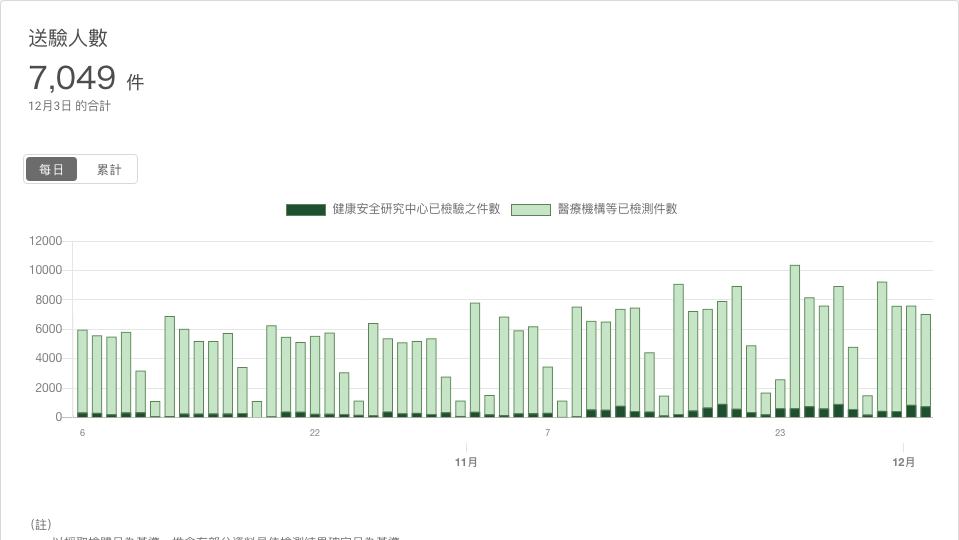 送驗人數
7,049 件
12月3日 的合計
每日 累計
健康安全研究中心已檢驗之件數 醫療機構等已檢測件數
12000
10000
8000
6000
4000
2000
0
6 22 7 23
11月 12月
(註)